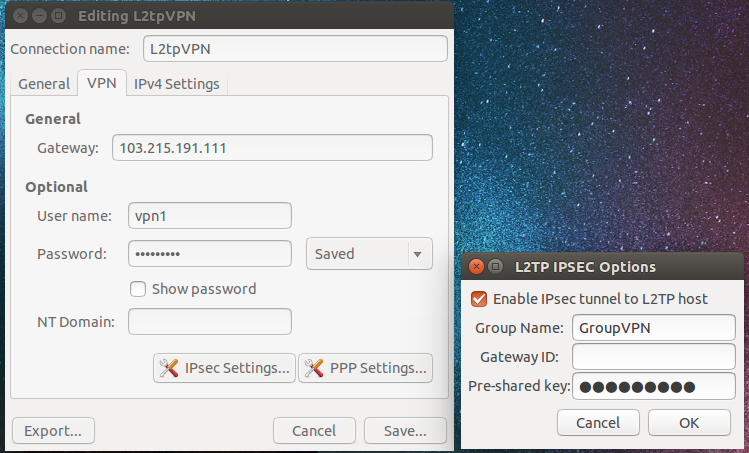 Editing L2tpVPN
Connection name: L2tpVPN
General VPN IPv4 Settings
General
Gateway: 103.215.191.111
Optional
User name: vpn1
Password: ••••••••• Saved
Show password
NT Domain:
IPsec Settings... PPP Settings...
Export... Cancel Save...
L2TP IPSEC Options
Enable IPsec tunnel to L2TP host
Group Name: GroupVPN
Gateway ID:
Pre-shared key: ●●●●●●●●●
Cancel OK